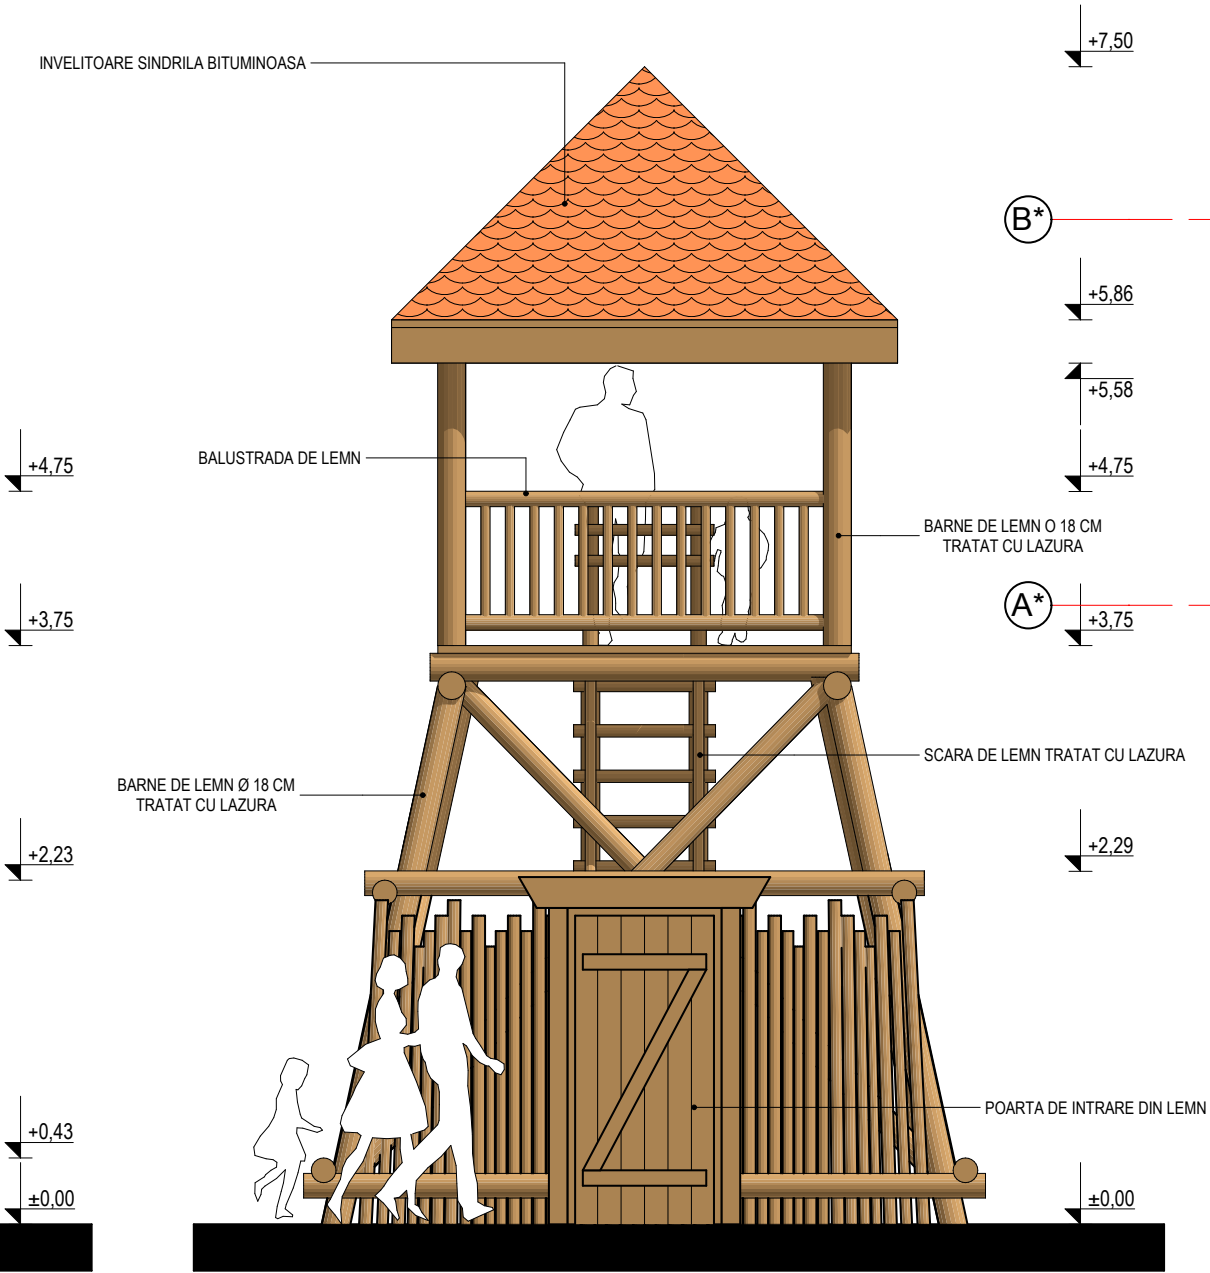 +7,50
INVELITOARE SINDRILA BITUMINOASA
B*
+5,86
+5,58
BALUSTRADA DE LEMN
+4,75
+4,75
BARNE DE LEMN O 18 CM
TRATAT CU LAZURA
A*
+3,75
+3,75
SCARA DE LEMN TRATAT CU LAZURA
BARNE DE LEMN Ø 18 CM
TRATAT CU LAZURA
+2,23
+2,29
POARTA DE INTRARE DIN LEMN
+0,43
±0,00
±0,00